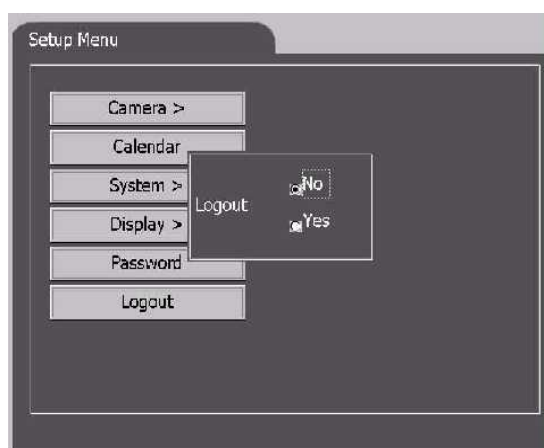 Setup Menu
Camera >
Calendar
System >
Display >
Password
Logout
Logout
No
Yes